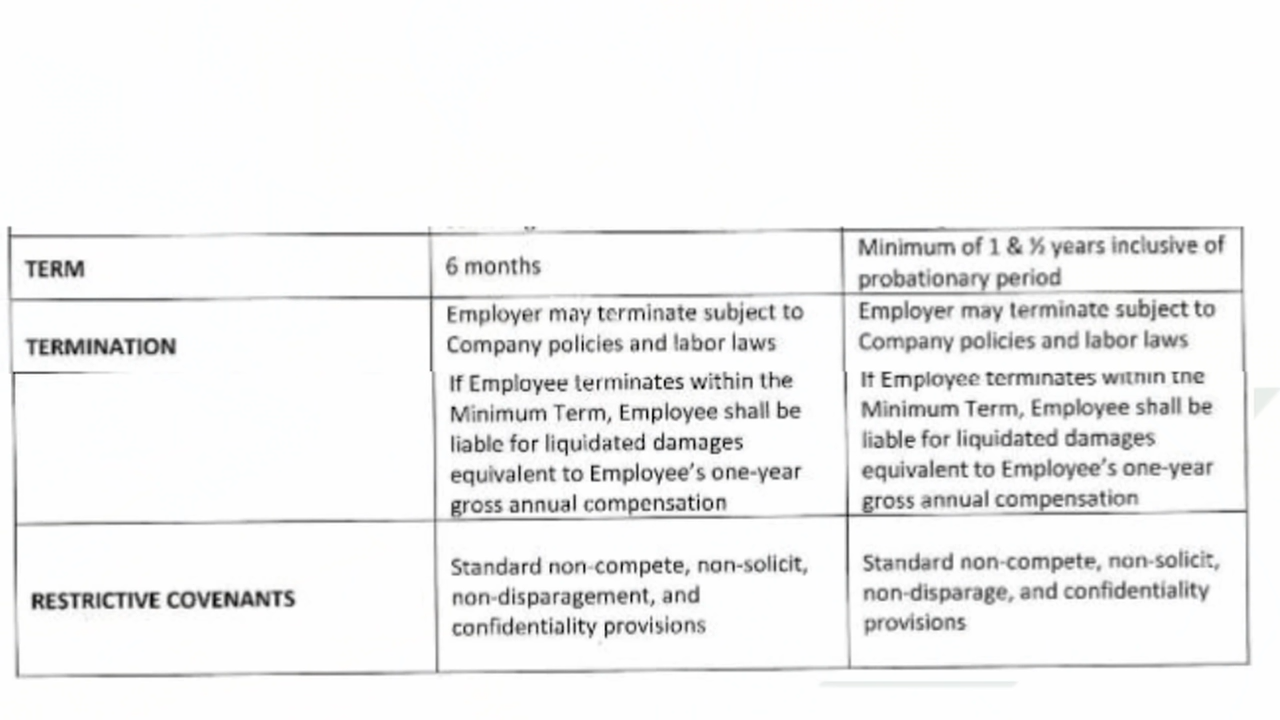 TERM
6 months
Minimum of 1 & ½ years inclusive of
probationary period
TERMINATION
Employer may terminate subject to
Company policies and labor laws
If Employee terminates within the
Minimum Term, Employee shall be
liable for liquidated damages
equivalent to Employee's one-year
gross annual compensation
Employer may terminate subject to
Company policies and labor laws
If Employee terminates within the
Minimum Term, Employee shall be
liable for liquidated damages
equivalent to Employee's one-year
gross annual compensation
RESTRICTIVE COVENANTS
Standard non-compete, non-solicit,
non-disparagement, and
confidentiality provisions
Standard non-compete, non-solicit,
non-disparage, and confidentiality
provisions